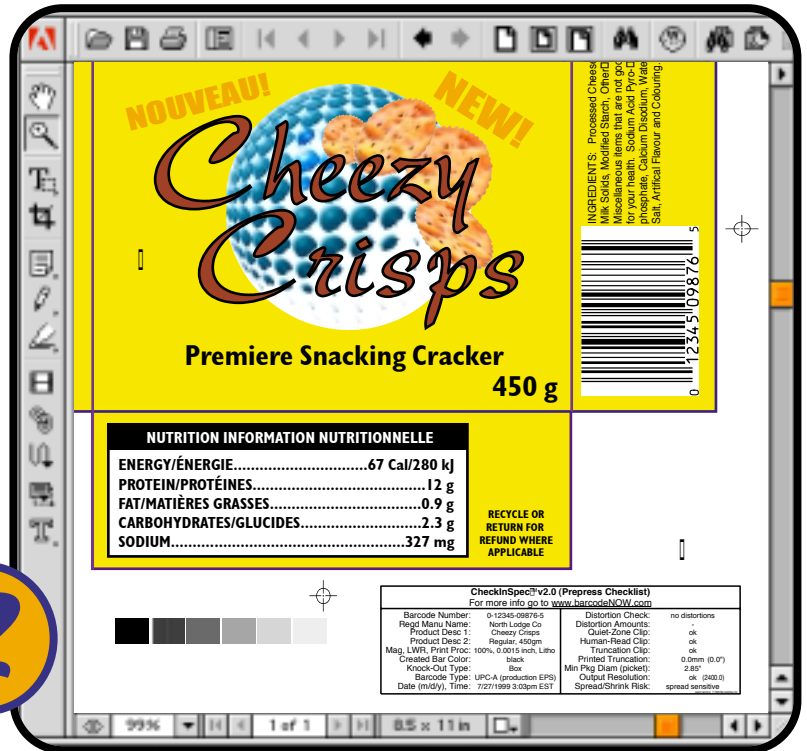 NOUVEAU!
NEW!
Cheezy
Crisps
Premiere Snacking Cracker
450 g
INGREDIENTS: Processed Cheese
Milk Solids, Modified Starch, OtherD
Miscellaneous items that are not goo
for your health. Sodium Acid Pyro-D
phosphate, Calcium Disodium, Wate
Salt, Artifical Flavour and Colouring.
0 12345 09876 5
NUTRITION INFORMATION NUTRITIONNELLE
ENERGY/ÉNERGIE...............................67 Cal/280 kJ
PROTEIN/PROTÉINES.......................................12 g
FAT/MATIÈRES GRASSES...................................0.9 g
CARBOHYDRATES/GLUCIDES............................2.3 g
SODIUM.........................................................327 mg
RECYCLE OR
RETURN FOR
REFUND WHERE
APPLICABLE
CheckInSpec v2.0 (Prepress Checklist)
For more info go to www.barcodeNOW.com
Barcode Number: 0-12345-09876-5
Regd Manu Name: North Lodge Co
Product Desc 1: Cheezy Crisps
Product Desc 2: Regular, 450gm
Mag, LWR, Print Proc: 100%, 0.0015 inch, Litho
Created Bar Color: black
Knock-Out Type: Box
Barcode Type: UPC-A (production EPS)
Date (m/d/y), Time: 7/27/1999 3:03pm EST
Distortion Check: no distortions
Distortion Amounts: -
Quiet-Zone Clip: ok
Human-Read Clip: ok
Truncation Clip: ok
Printed Truncation: 0.0mm (0.0")
Min Pkg Diam (picket): 2.85"
Output Resolution: ok (2400.0)
Spread/Shrink Risk: spread sensitive
99% 1 of 1 8.5 x 11 in